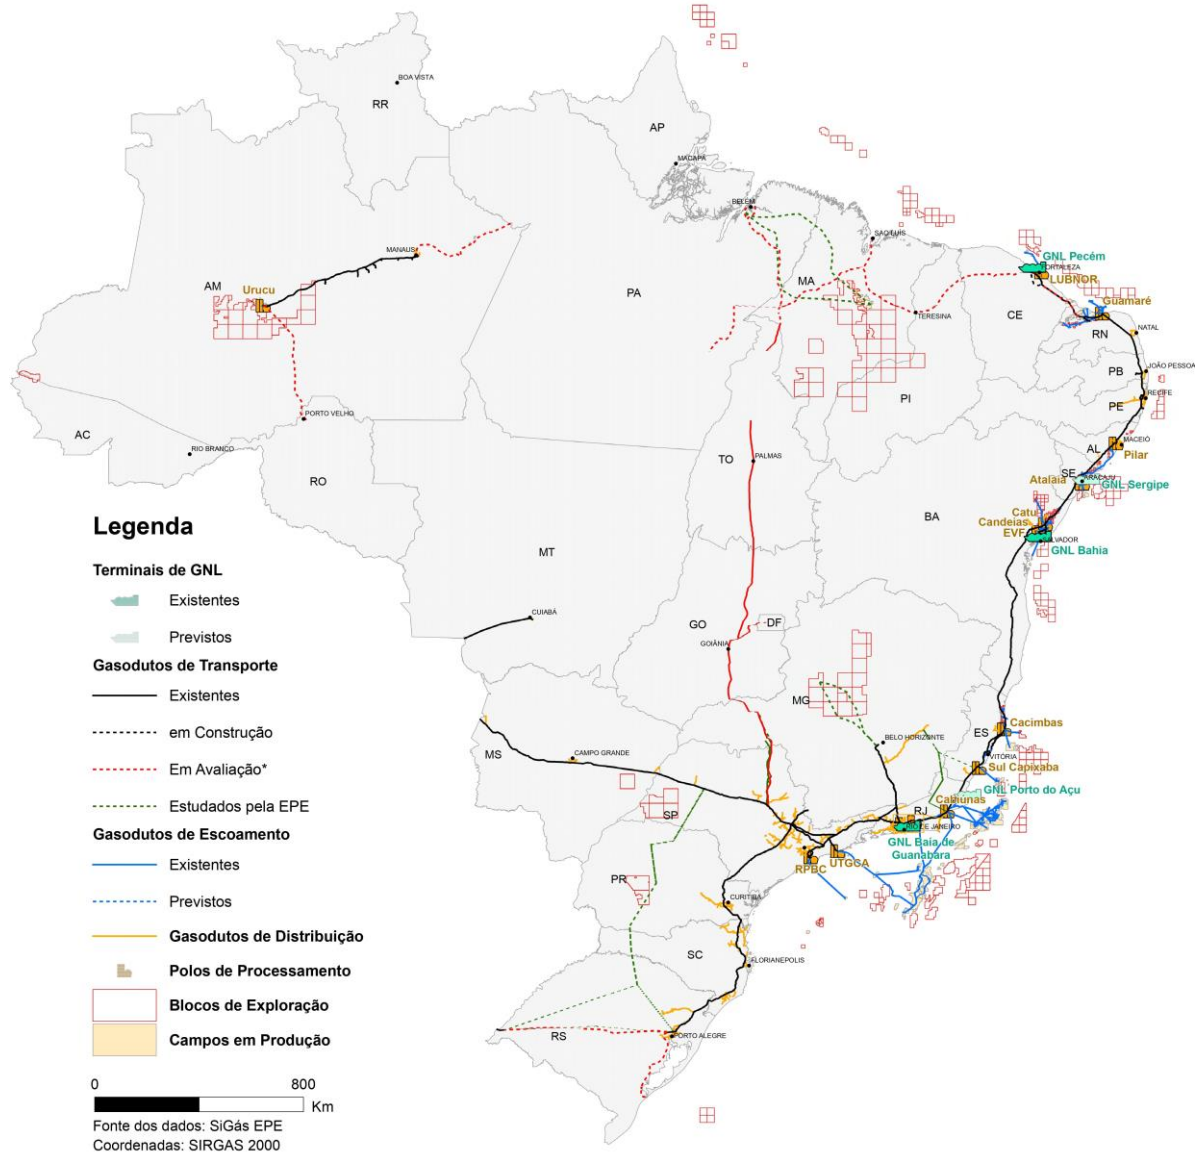 BOA VISTA
RR
AP
MACAPÁ
BELÉM
SÃO LUÍS
MANAUS
GNL Pecém
FORTALEZA
LUBNOR
AM
Urucu
PA
MA
CE
Guamaré
TERESINA
RN
NATAL
PB
JOÃO PESSOA
PI
PE
RECIFE
PORTO VELHO
AC
RIO BRANCO
TO
PALMAS
AL
MACEIÓ
Pilar
RO
SE
ARACAJU
Atalaia
GNL Sergipe
BA
Catu
Candeias
EVF
SALVADOR
GNL Bahia
MT
CUIABÁ
GO
DF
GOIÂNIA
MG
BELO HORIZONTE
ES
Cacimbas
VITÓRIA
MS
CAMPO GRANDE
Sul Capixaba
GNL Porto do Açu
Cabiúnas
SP
RJ
RIO DE JANEIRO
GNL Baía de
Guanabara
UTGCA
RPBC
PR
CURITIBA
SC
FLORIANEPOLIS
RS
PORTO ALEGRE
Legenda
Terminais de GNL
Existentes
Previstos
Gasodutos de Transporte
Existentes
em Construção
Em Avaliação*
Estudados pela EPE
Gasodutos de Escoamento
Existentes
Previstos
Gasodutos de Distribuição
Polos de Processamento
Blocos de Exploração
Campos em Produção
0 800
Km
Fonte dos dados: SiGás EPE
Coordenadas: SIRGAS 2000